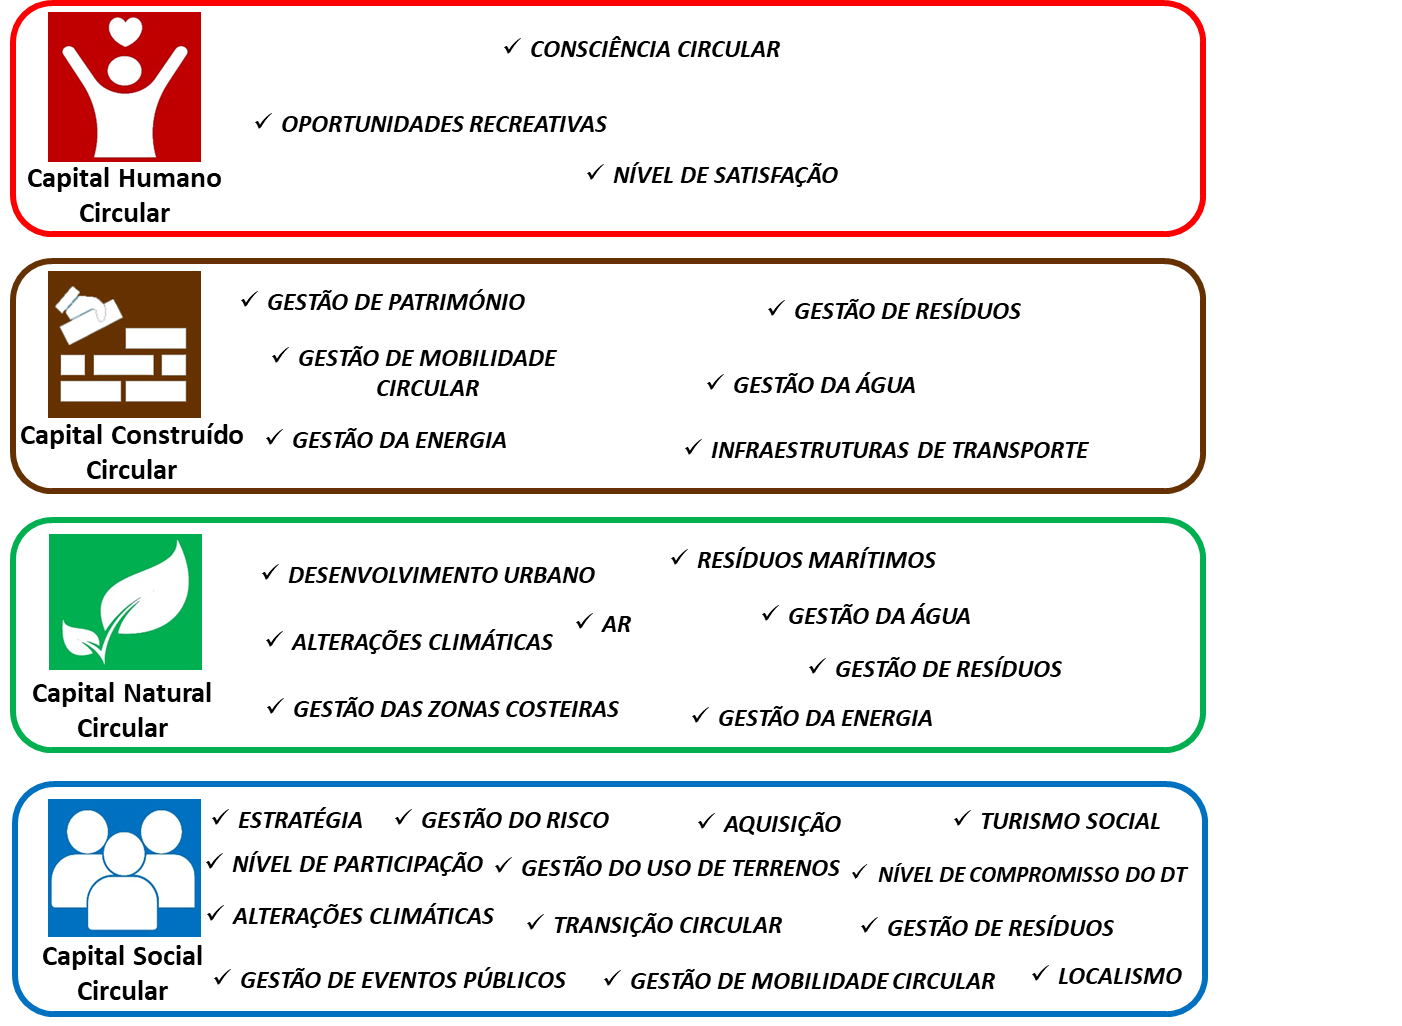 ✓ CONSCIÊNCIA CIRCULAR
✓ OPORTUNIDADES RECREATIVAS
✓ NÍVEL DE SATISFAÇÃO
Capital Humano
Circular
✓ GESTÃO DE PATRIMÓNIO
✓ GESTÃO DE RESÍDUOS
✓ GESTÃO DE MOBILIDADE
CIRCULAR
✓ GESTÃO DA ÁGUA
✓ GESTÃO DA ENERGIA
✓ INFRAESTRUTURAS DE TRANSPORTE
Capital Construído
Circular
✓ RESÍDUOS MARÍTIMOS
✓ DESENVOLVIMENTO URBANO
✓ GESTÃO DA ÁGUA
✓ AR
✓ ALTERAÇÕES CLIMÁTICAS
✓ GESTÃO DE RESÍDUOS
✓ GESTÃO DAS ZONAS COSTEIRAS
✓ GESTÃO DA ENERGIA
Capital Natural
Circular
✓ ESTRATÉGIA
✓ GESTÃO DO RISCO
✓ AQUISIÇÃO
✓ TURISMO SOCIAL
✓ NÍVEL DE PARTICIPAÇÃO
✓ GESTÃO DO USO DE TERRENOS
✓ NÍVEL DE COMPROMISSO DO DT
✓ ALTERAÇÕES CLIMÁTICAS
✓ TRANSIÇÃO CIRCULAR
✓ GESTÃO DE RESÍDUOS
✓ GESTÃO DE EVENTOS PÚBLICOS
✓ GESTÃO DE MOBILIDADE CIRCULAR
✓ LOCALISMO
Capital Social
Circular